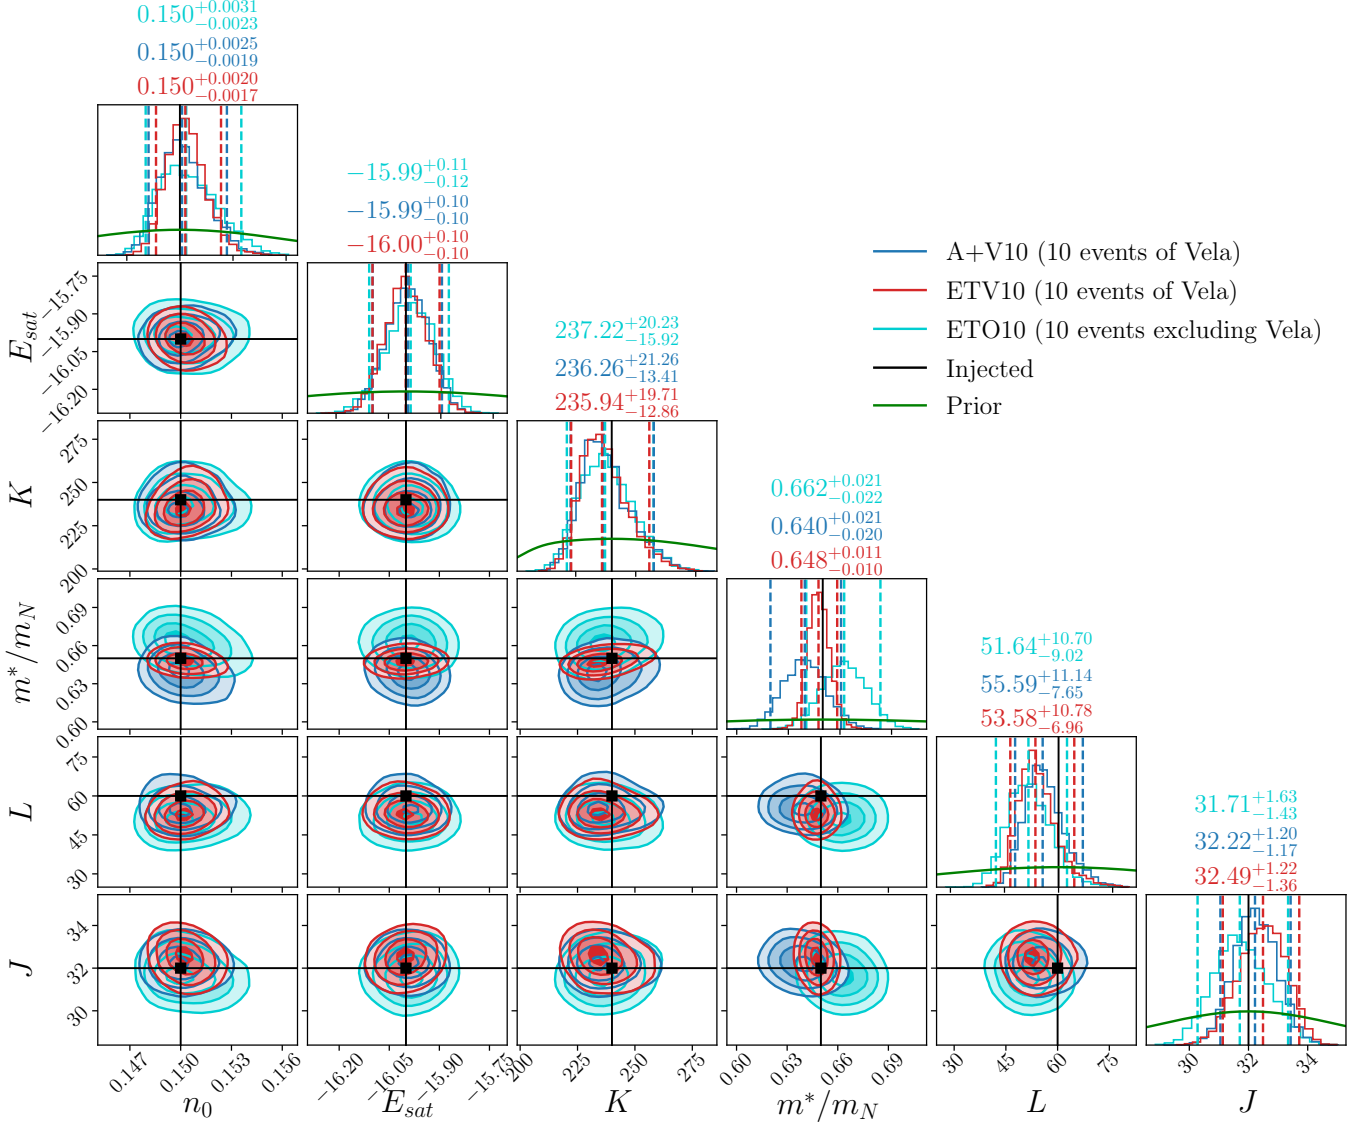 0.150+0.0031−0.0023
0.150+0.0025−0.0019
0.150+0.0020−0.0017
−15.99+0.11−0.12
−15.99+0.10−0.10
−16.00+0.10−0.10
A+V10 (10 events of Vela)
ETV10 (10 events of Vela)
ETO10 (10 events excluding Vela)
Injected
Prior
237.22+20.23−15.92
236.26+21.26−13.41
235.94+19.71−12.86
0.662+0.021−0.022
0.640+0.021−0.020
0.648+0.011−0.010
51.64+10.70−9.02
55.59+11.14−7.65
53.58+10.78−6.96
31.71+1.63−1.43
32.22+1.20−1.17
32.49+1.22−1.36
E_sat
−15.75
−15.90
−16.05
−16.20
K
275
250
225
200
m*/m_N
0.69
0.66
0.63
0.60
L
75
60
45
30
J
34
32
30
0.147 0.150 0.153 0.156
−16.20 −16.05 −15.90 −15.75
200 225 250 275
0.60 0.63 0.66 0.69
30 45 60 75
30 32 34
n_0 E_sat K m*/m_N L J